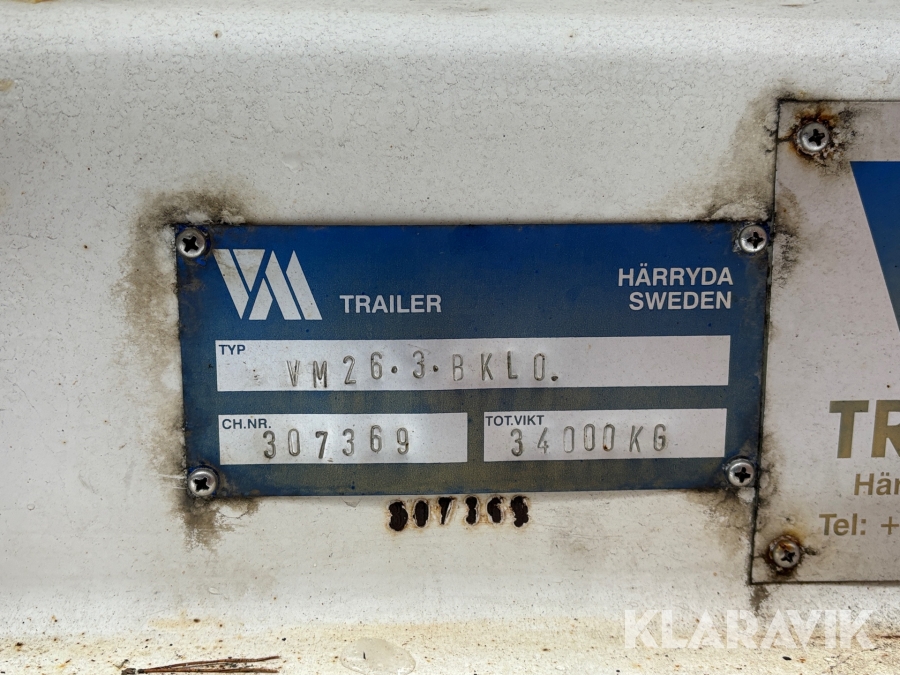 VM TRAILER
HÄRRYDA
SWEDEN
TYP
VM26·3·BKLO.
CH.NR.
307369
TOT.VIKT
34000KG
307369
TR
Här
Tel: +
KLARAVIK